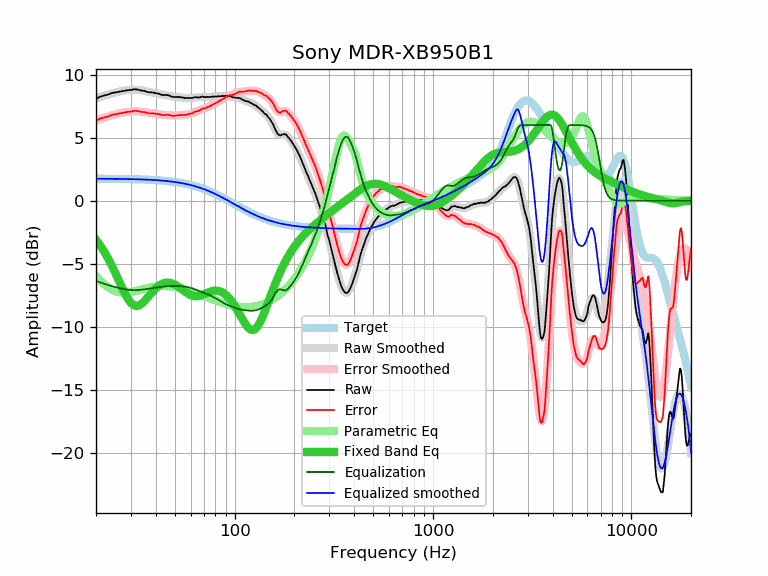 Sony MDR-XB950B1
10
5
0
−5
−10
−15
−20
Amplitude (dBr)
Target
Raw Smoothed
Error Smoothed
Raw
Error
Parametric Eq
Fixed Band Eq
Equalization
Equalized smoothed
100 1000 10000
Frequency (Hz)